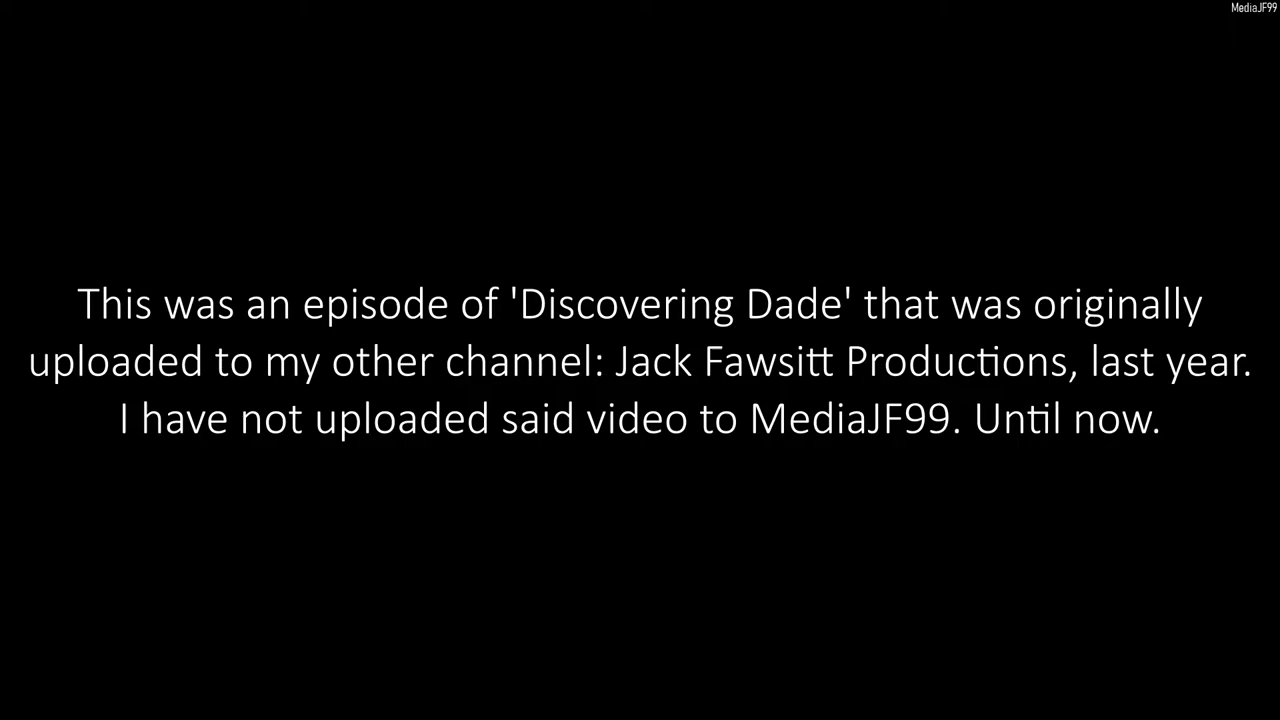 MediaJF99
This was an episode of 'Discovering Dade' that was originally
uploaded to my other channel: Jack Fawsitt Productions, last year.
I have not uploaded said video to MediaJF99. Until now.